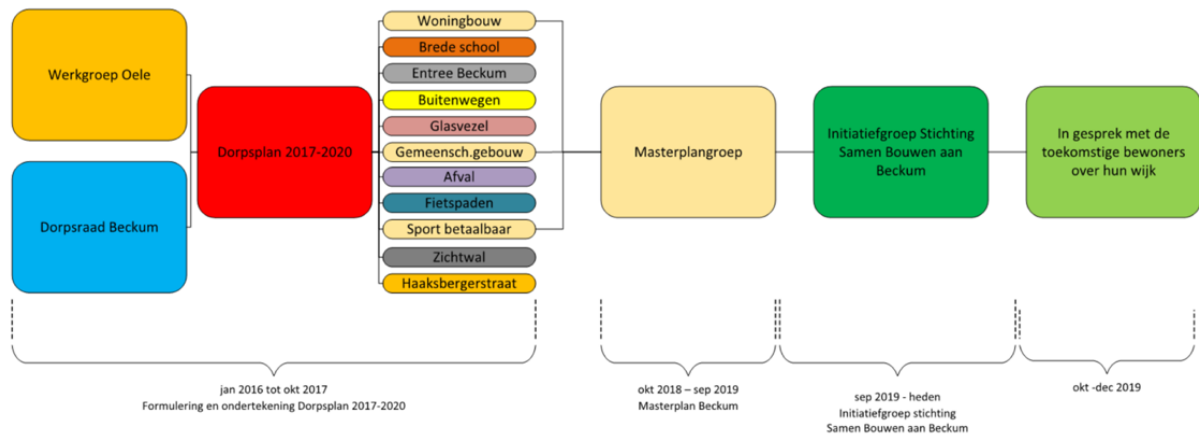 Werkgroep Oele
Dorpsraad Beckum
Dorpsplan 2017-2020
Woningbouw
Brede school
Entree Beckum
Buitenwegen
Glasvezel
Gemeensch.gebouw
Afval
Fietspaden
Sport betaalbaar
Zichtwal
Haaksbergerstraat
Masterplangroep
Initiatiefgroep Stichting
Samen Bouwen aan
Beckum
In gesprek met de
toekomstige bewoners
over hun wijk
jan 2016 tot okt 2017
Formulering en ondertekening Dorpsplan 2017-2020
okt 2018 – sep 2019
Masterplan Beckum
sep 2019 - heden
Initiatiefgroep stichting
Samen Bouwen aan Beckum
okt -dec 2019